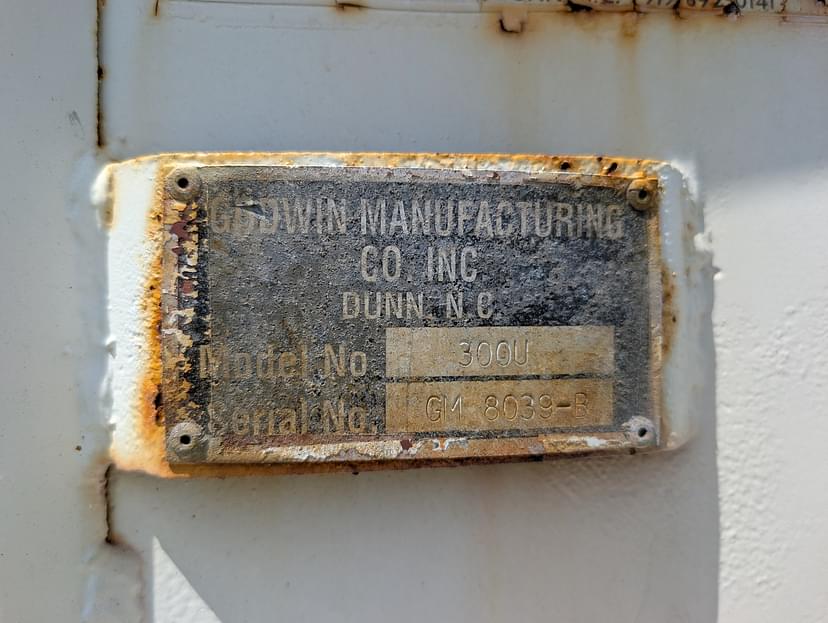 GODWIN MANUFACTURING
CO. INC
DUNN, N.C
Model No 300U
Serial No. GM 8039-B